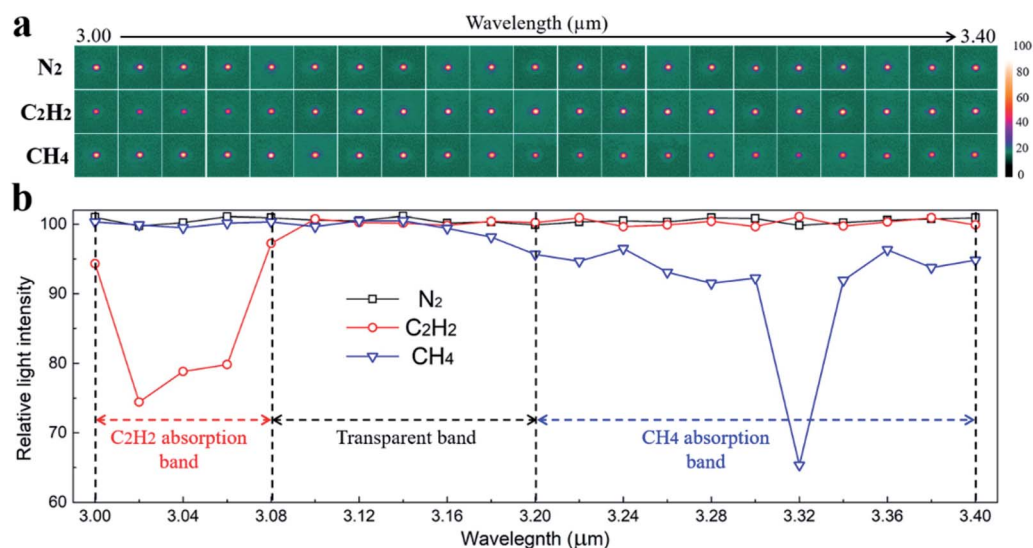 a
Wavelength (μm)
3.00
3.40
N2
C2H2
CH4
100
80
60
40
20
0
b
100
90
80
70
60
Relative light intensity
N2
C2H2
CH4
C2H2 absorption
band
Transparent band
CH4 absorption
band
3.00 3.04 3.08 3.12 3.16 3.20 3.24 3.28 3.32 3.36 3.40
Wavelegnth (μm)